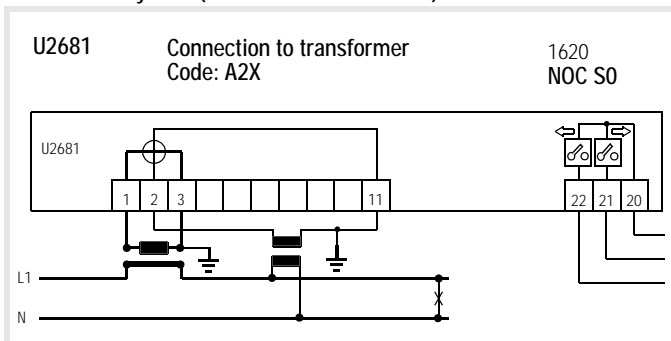 U2681 Connection to transformer 1620
Code: A2X NOC S0
U2681
1 2 3 11 22 21 20
L1
N